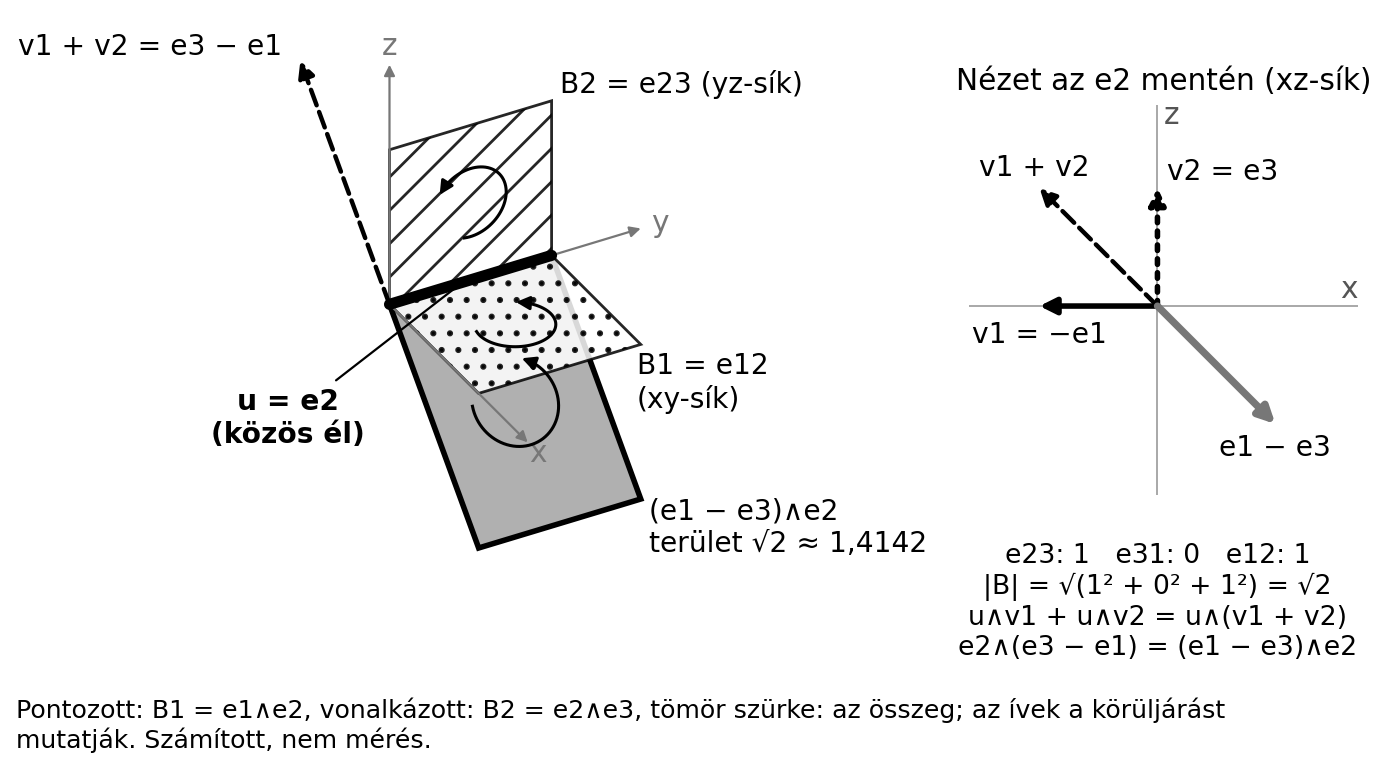 v1 + v2 = e3 − e1
z
B2 = e23 (yz-sík)
y
u = e2
(közös él)
B1 = e12
(xy-sík)
x
(e1 − e3)∧e2
terület √2 ≈ 1,4142
Nézet az e2 mentén (xz-sík)
z
v1 + v2
v2 = e3
x
v1 = −e1
e1 − e3
e23: 1 e31: 0 e12: 1
|B| = √(1² + 0² + 1²) = √2
u∧v1 + u∧v2 = u∧(v1 + v2)
e2∧(e3 − e1) = (e1 − e3)∧e2
Pontozott: B1 = e1∧e2, vonalkázott: B2 = e2∧e3, tömör szürke: az összeg; az ívek a körüljárást
mutatják. Számított, nem mérés.